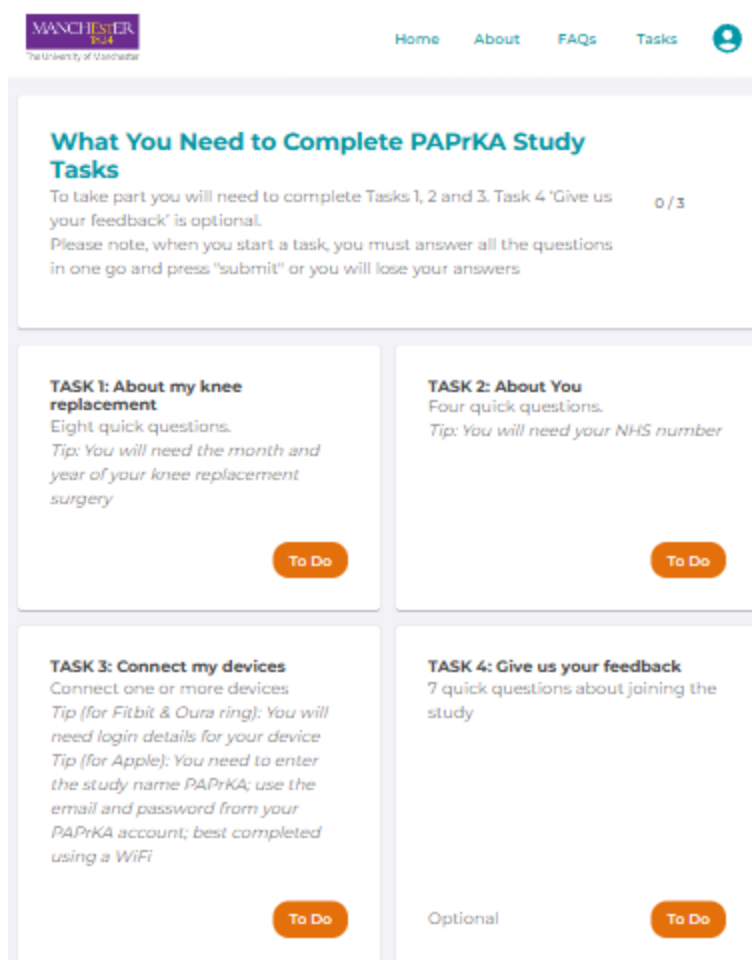 MANCHESTER
1824
The University of Manchester
Home About FAQs Tasks
What You Need to Complete PAPrKA Study
Tasks
To take part you will need to complete Tasks 1, 2 and 3. Task 4 'Give us
your feedback' is optional.
Please note, when you start a task, you must answer all the questions
in one go and press "submit" or you will lose your answers
0 / 3
TASK 1: About my knee
replacement
Eight quick questions.
Tip: You will need the month and
year of your knee replacement
surgery
To Do
TASK 2: About You
Four quick questions.
Tip: You will need your NHS number
To Do
TASK 3: Connect my devices
Connect one or more devices
Tip (for Fitbit & Oura ring): You will
need login details for your device
Tip (for Apple): You need to enter
the study name PAPrKA; use the
email and password from your
PAPrKA account; best completed
using a WiFi
To Do
TASK 4: Give us your feedback
7 quick questions about joining the
study
Optional
To Do